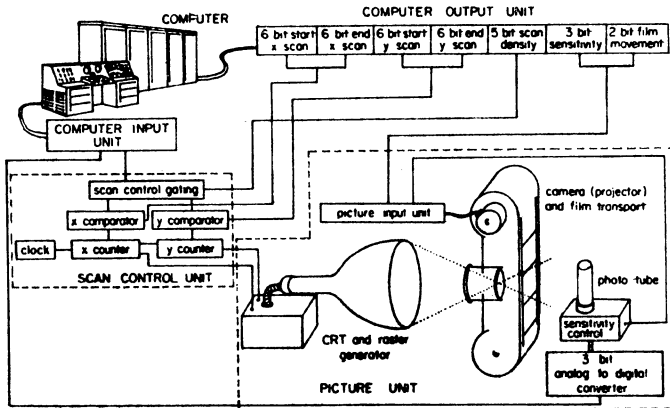 COMPUTER
COMPUTER OUTPUT UNIT
6 bit start
x scan
6 bit end
x scan
6 bit start
y scan
6 bit end
y scan
5 bit scan
density
3 bit
sensitivity
2 bit film
movement
COMPUTER INPUT
UNIT
scan control gating
x comparator
y comparator
clock
x counter
y counter
SCAN CONTROL UNIT
picture input unit
camera (projector)
and film transport
photo tube
sensitivity
control
CRT and raster
generator
3 bit
analog to digital
converter
PICTURE UNIT